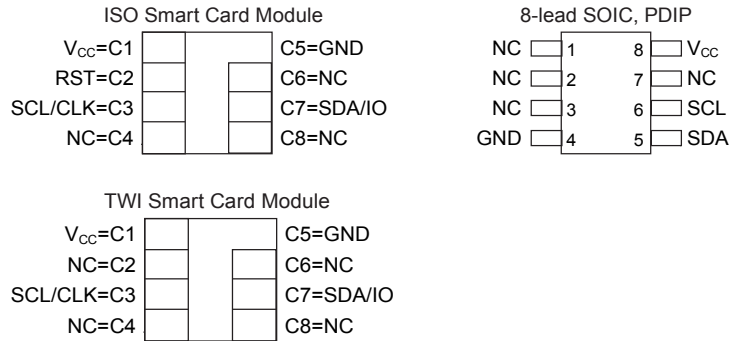 ISO Smart Card Module
VCC=C1 C5=GND
RST=C2 C6=NC
SCL/CLK=C3 C7=SDA/IO
NC=C4 C8=NC
8-lead SOIC, PDIP
NC 1 8 VCC
NC 2 7 NC
NC 3 6 SCL
GND 4 5 SDA
TWI Smart Card Module
VCC=C1 C5=GND
NC=C2 C6=NC
SCL/CLK=C3 C7=SDA/IO
NC=C4 C8=NC